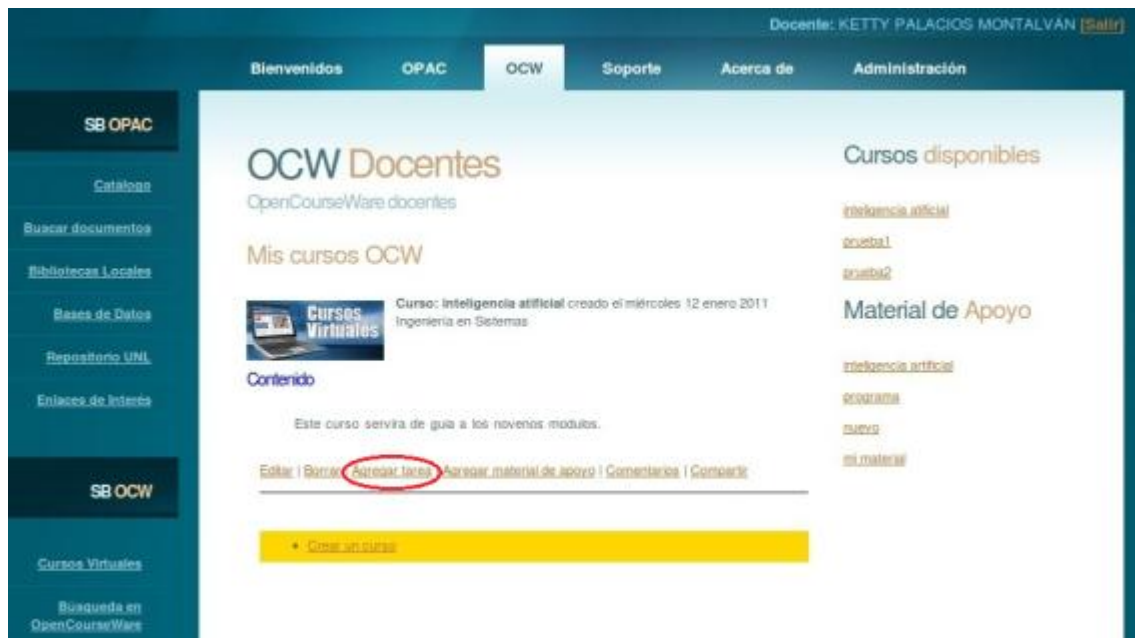 Docente: KETTY PALACIOS MONTALVÁN [Salir]
Bienvenidos OPAC OCW Soporte Acerca de Administración
SB OPAC
Catálogo
Buscar documentos
Bibliotecas Locales
Bases de Datos
Repositorio UNL
Enlaces de Interés
SB OCW
Cursos Virtuales
Búsqueda en
OpenCourseWare
OCW Docentes
OpenCourseWare docentes
Mis cursos OCW
Cursos
Virtuales
Curso: Inteligencia atificial creado el miércoles 12 enero 2011
Ingeniería en Sistemas
Contenido
Este curso servira de guia a los novenos modulos.
Editar | Borrar | Agregar tarea | Agregar material de apoyo | Comentarios | Compartir
Crear un curso
Cursos disponibles
inteligencia atificial
prueba1
prueba2
Material de Apoyo
inteligencia artificial
programa
nuevo
mi material